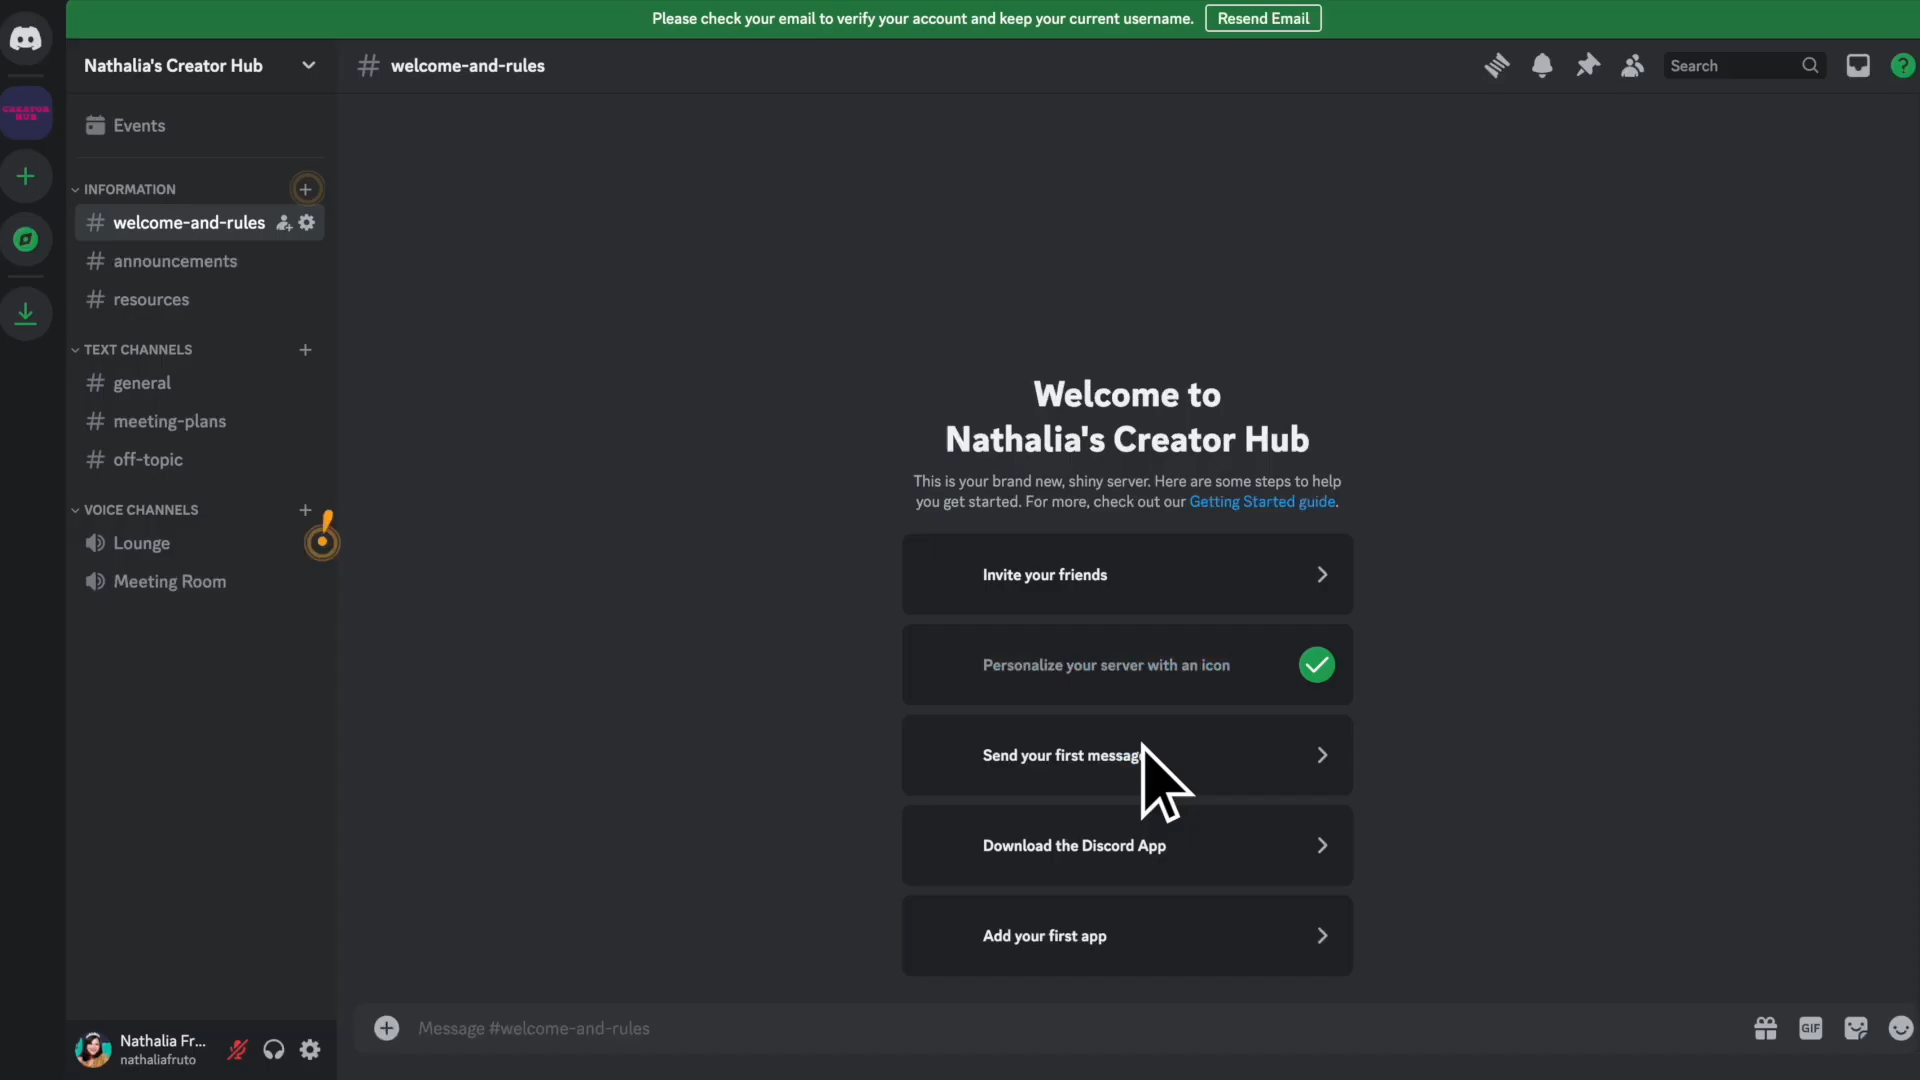 Please check your email to verify your account and keep your current username.
Resend Email
Nathalia's Creator Hub
welcome-and-rules
Search
?
CREATOR
HUB
Events
INFORMATION
welcome-and-rules
announcements
resources
TEXT CHANNELS
general
meeting-plans
off-topic
VOICE CHANNELS
Lounge
Meeting Room
Welcome to
Nathalia's Creator Hub
This is your brand new, shiny server. Here are some steps to help
you get started. For more, check out our Getting Started guide.
Invite your friends
Personalize your server with an icon
Send your first message
Download the Discord App
Add your first app
Nathalia Fr...
nathaliafruto
Message #welcome-and-rules
GIF